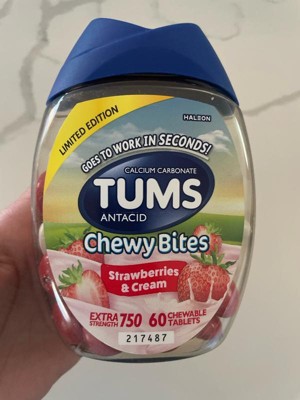 LIMITED EDITION
HALEON
GOES TO WORK IN SECONDS!
CALCIUM CARBONATE
TUMS
ANTACID
Chewy Bites
Strawberries
& Cream
EXTRA STRENGTH 750 60 CHEWABLE TABLETS
217487